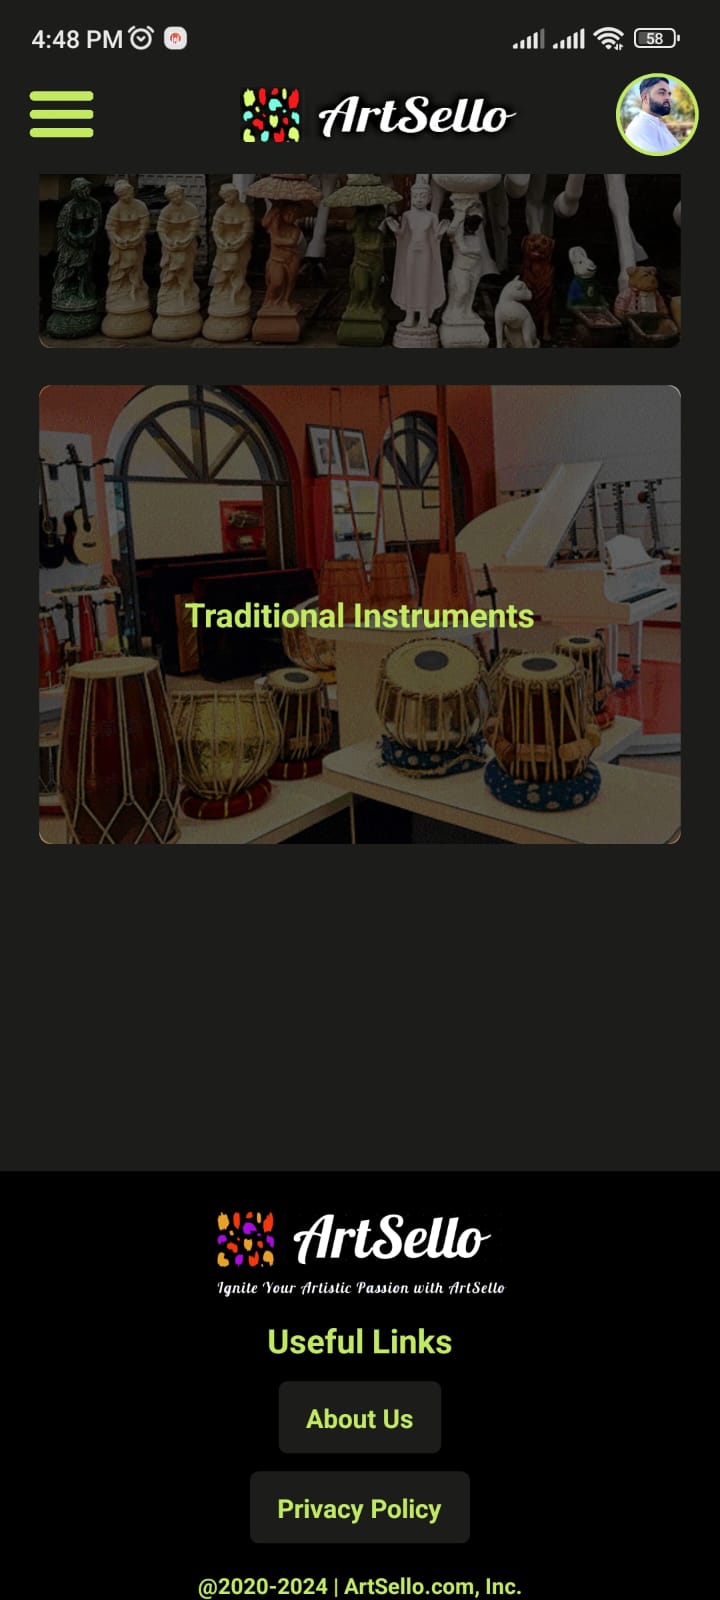 4:48 PM
58
ArtSello
Traditional Instruments
ArtSello
Ignite Your Artistic Passion with ArtSello
Useful Links
About Us
Privacy Policy
@2020-2024 | ArtSello.com, Inc.